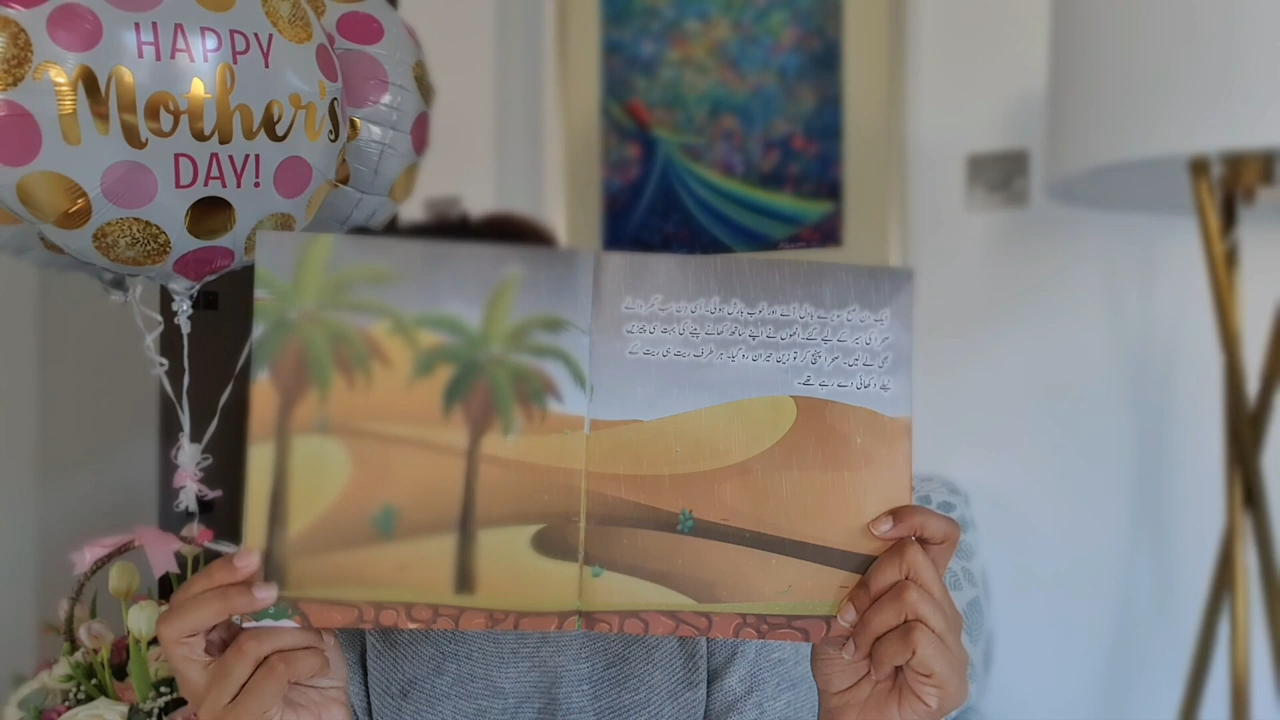 HAPPY
Mother's
DAY!
ایک دن صبح سویرے بادل آئے اور خوب بارش ہوئی۔ اسی دن سب گھر والے
صحرا کی سیر کے لیے گئے۔ انھوں نے اپنے ساتھ کھانے پینے کی بہت سی چیزیں
بھی لے لیں۔ صحرا پہنچ کر تو زین حیران رہ گیا۔ ہر طرف ریت ہی ریت کے
ٹیلے دکھائی دے رہے تھے۔